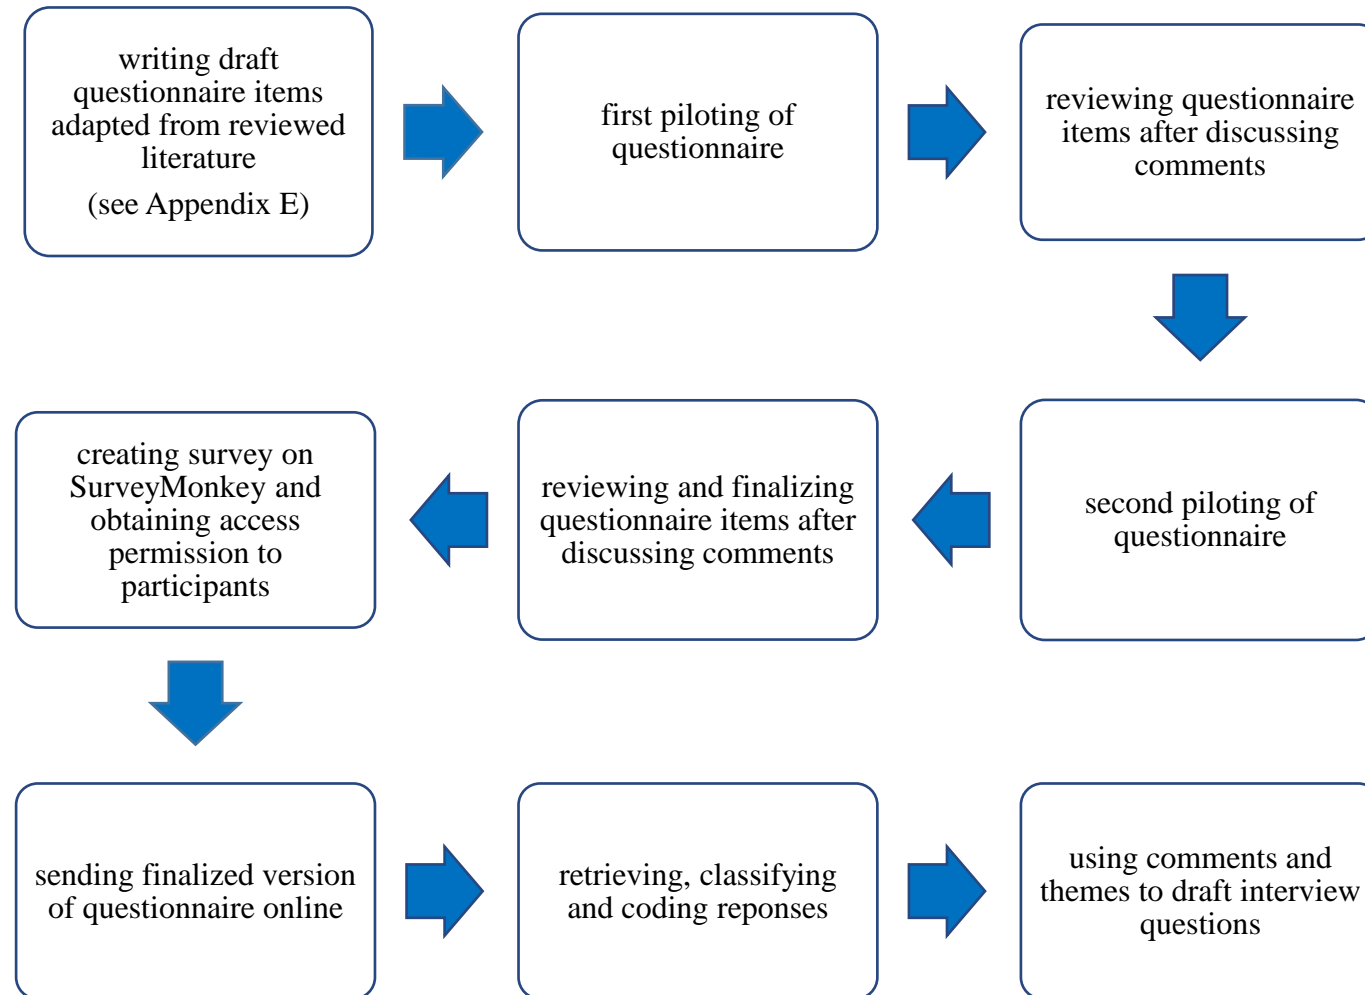 writing draft
questionnaire items
adapted from reviewed
literature
(see Appendix E)
first piloting of
questionnaire
reviewing questionnaire
items after discussing
comments
second piloting of
questionnaire
reviewing and finalizing
questionnaire items after
discussing comments
creating survey on
SurveyMonkey and
obtaining access
permission to
participants
sending finalized version
of questionnaire online
retrieving, classifying
and coding reponses
using comments and
themes to draft interview
questions